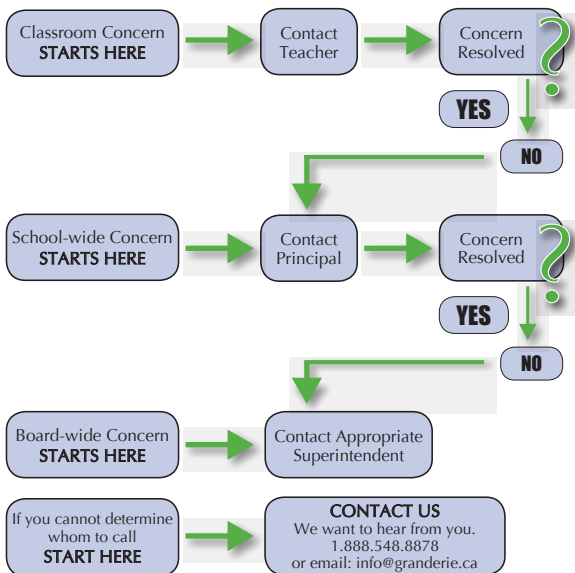 Classroom Concern
STARTS HERE
Contact
Teacher
Concern
Resolved
?
YES
NO
School-wide Concern
STARTS HERE
Contact
Principal
Concern
Resolved
?
YES
NO
Board-wide Concern
STARTS HERE
Contact Appropriate
Superintendent
If you cannot determine
whom to call
START HERE
CONTACT US
We want to hear from you.
1.888.548.8878
or email: info@granderie.ca